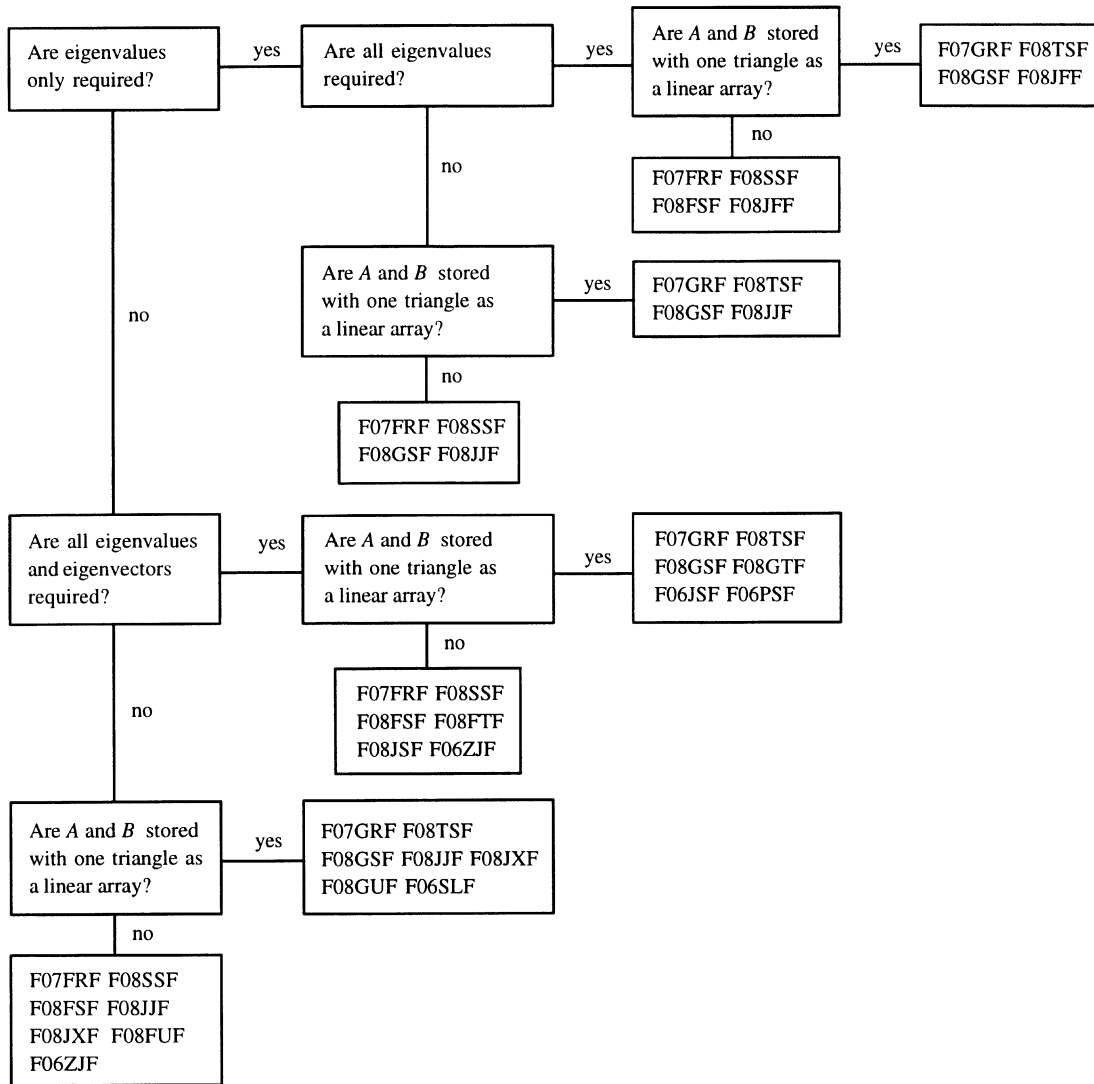 Are eigenvalues
only required?
yes
Are all eigenvalues
required?
yes
Are A and B stored
with one triangle as
a linear array?
yes
F07GRF F08TSF
F08GSF F08JFF
no
F07FRF F08SSF
F08FSF F08JFF
no
Are A and B stored
with one triangle as
a linear array?
yes
F07GRF F08TSF
F08GSF F08JJF
no
F07FRF F08SSF
F08GSF F08JJF
no
Are all eigenvalues
and eigenvectors
required?
yes
Are A and B stored
with one triangle as
a linear array?
yes
F07GRF F08TSF
F08GSF F08GTF
F06JSF F06PSF
no
F07FRF F08SSF
F08FSF F08FTF
F08JSF F06ZJF
no
Are A and B stored
with one triangle as
a linear array?
yes
F07GRF F08TSF
F08GSF F08JJF F08JXF
F08GUF F06SLF
no
F07FRF F08SSF
F08FSF F08JJF
F08JXF F08FUF
F06ZJF